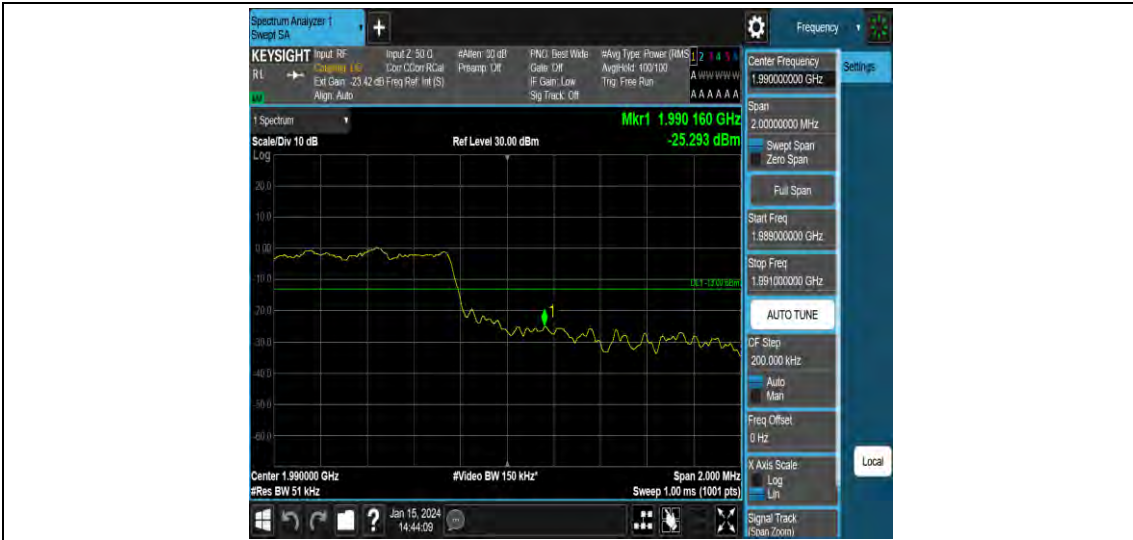 Spectrum Analyzer 1
Swept SA
+
Frequency
KEYSIGHT
Input: RF
Input Z: 50 Ω
#Atten: 30 dB
PNO: Best Wide
#Avg Type: Power (RMS)
1 2 3 4 5 6
RL
Coupling: DC
Corr CCorr RCal
Preamp: Off
Gate: Off
Avg|Hold: 100/100
A WW WW W
Ext Gain: -23.42 dB
Freq Ref: Int (S)
IF Gain: Low
Trig: Free Run
Align: Auto
Sig Track: Off
A A A A A A
Center Frequency
1.990000000 GHz
Settings
Span
2.00000000 MHz
Swept Span
Zero Span
Full Span
Start Freq
1.989000000 GHz
Stop Freq
1.991000000 GHz
AUTO TUNE
CF Step
200.000 kHz
Auto
Man
Freq Offset
0 Hz
X Axis Scale
Log
Lin
Signal Track
(Span Zoom)
Local
1 Spectrum
Mkr1 1.990 160 GHz
Scale/Div 10 dB
Ref Level 30.00 dBm
-25.293 dBm
Log
20.0
10.0
0.00
-10.0
DL1 -13.00 dBm
-20.0
1
-30.0
-40.0
-50.0
-60.0
Center 1.990000 GHz
#Video BW 150 kHz*
Span 2.000 MHz
#Res BW 51 kHz
Sweep 1.00 ms (1001 pts)
?
Jan 15, 2024
14:44:09